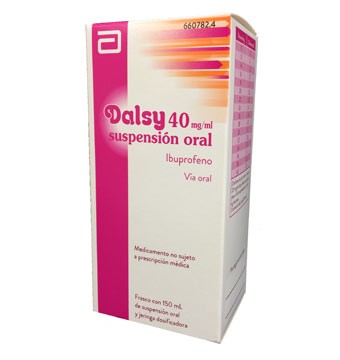 660782.4
Dalsy 40 mg/ml
suspensión oral
Ibuprofeno
Vía oral
Medicamento no sujeto
a prescripción médica
Frasco con 150 mL
de suspensión oral
y jeringa dosificadora